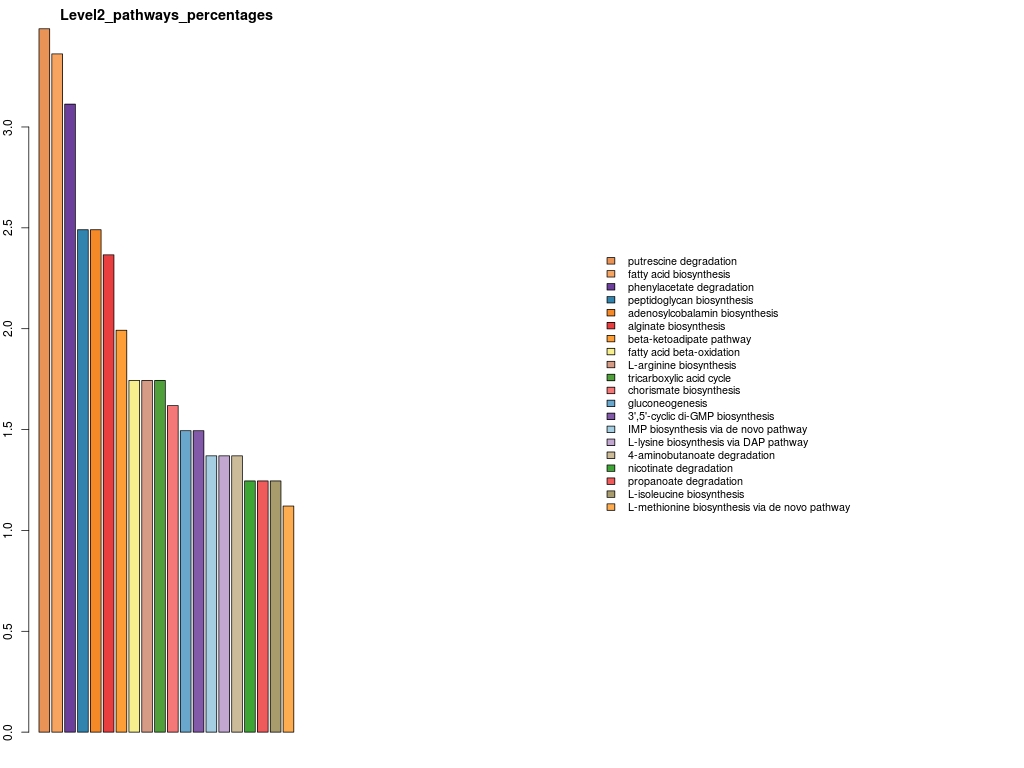 Level2_pathways_percentages
3.0
2.5
2.0
1.5
1.0
0.5
0.0
putrescine degradation
fatty acid biosynthesis
phenylacetate degradation
peptidoglycan biosynthesis
adenosylcobalamin biosynthesis
alginate biosynthesis
beta-ketoadipate pathway
fatty acid beta-oxidation
L-arginine biosynthesis
tricarboxylic acid cycle
chorismate biosynthesis
gluconeogenesis
3',5'-cyclic di-GMP biosynthesis
IMP biosynthesis via de novo pathway
L-lysine biosynthesis via DAP pathway
4-aminobutanoate degradation
nicotinate degradation
propanoate degradation
L-isoleucine biosynthesis
L-methionine biosynthesis via de novo pathway